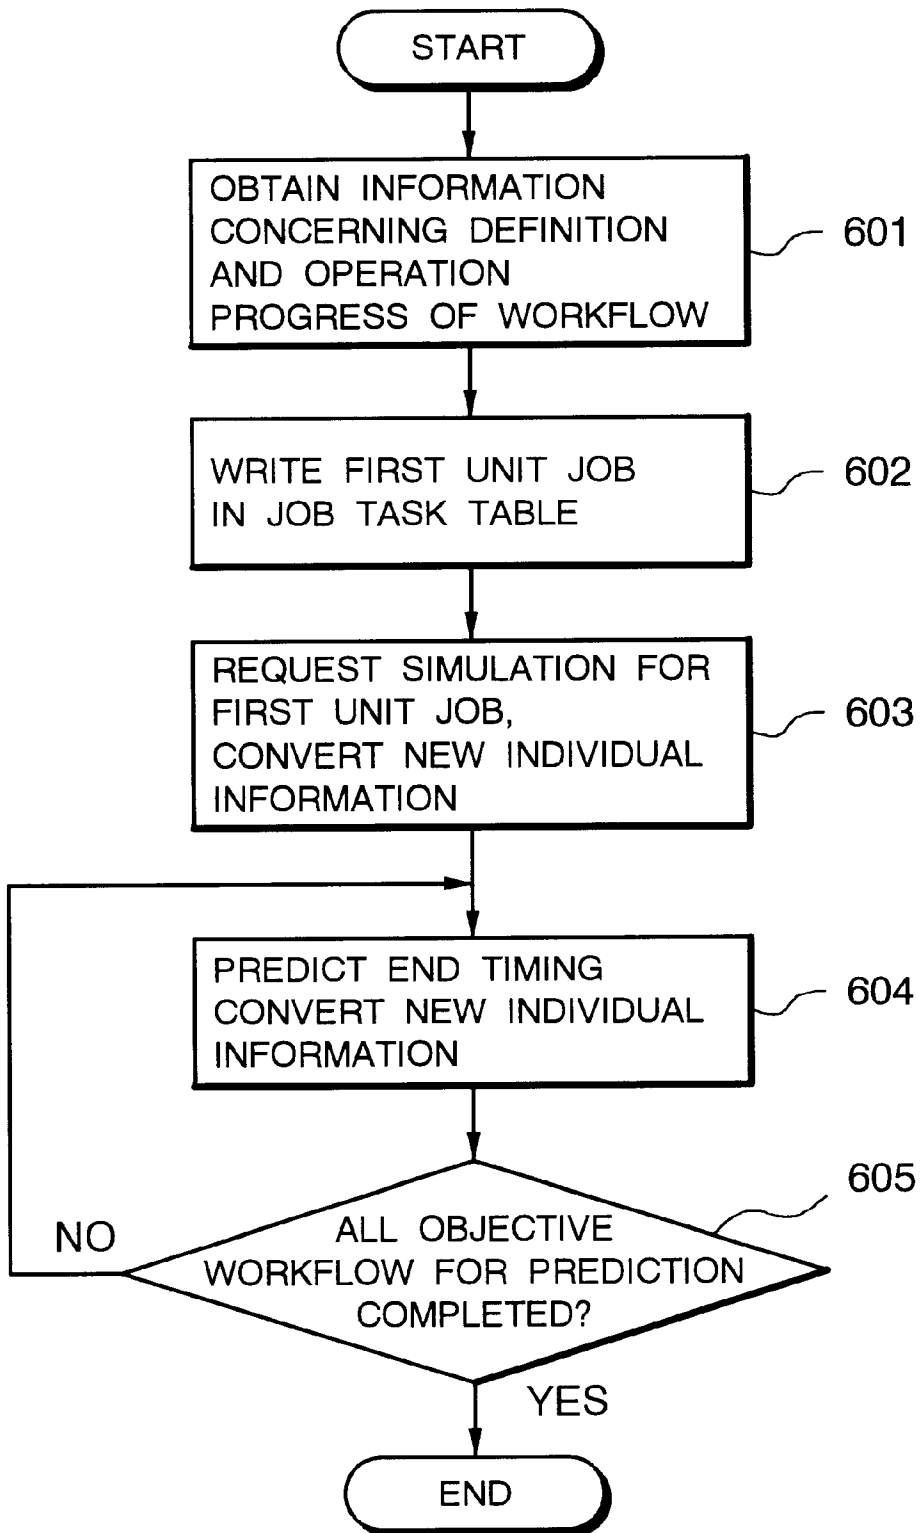 START
OBTAIN INFORMATION
CONCERNING DEFINITION
AND OPERATION
PROGRESS OF WORKFLOW
601
WRITE FIRST UNIT JOB
IN JOB TASK TABLE
602
REQUEST SIMULATION FOR
FIRST UNIT JOB,
CONVERT NEW INDIVIDUAL
INFORMATION
603
PREDICT END TIMING
CONVERT NEW INDIVIDUAL
INFORMATION
604
605
ALL OBJECTIVE
WORKFLOW FOR PREDICTION
COMPLETED?
NO
YES
END